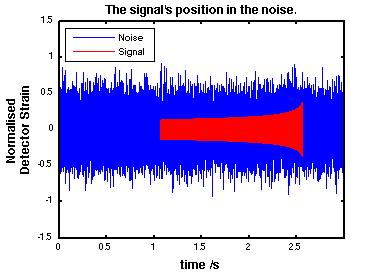 The signal's position in the noise.
1.5
Noise
Signal
1
0.5
0
-0.5
-1
-1.5
Normalised
Detector Strain
0
0.5
1
1.5
2
2.5
time /s